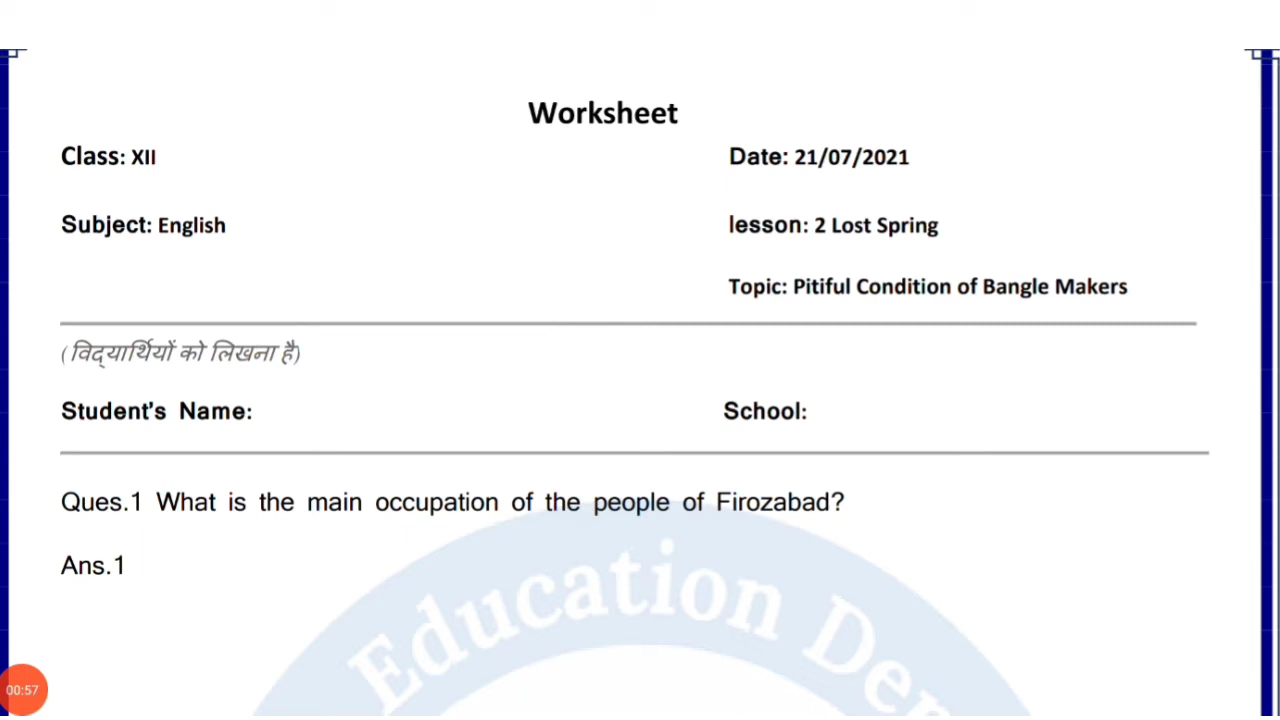 Worksheet
Class: XII Date: 21/07/2021
Subject: English lesson: 2 Lost Spring
Topic: Pitiful Condition of Bangle Makers
(विद्यार्थियों को लिखना है)
Student's Name: School:
Ques.1 What is the main occupation of the people of Firozabad?
Ans.1
Education
00:57